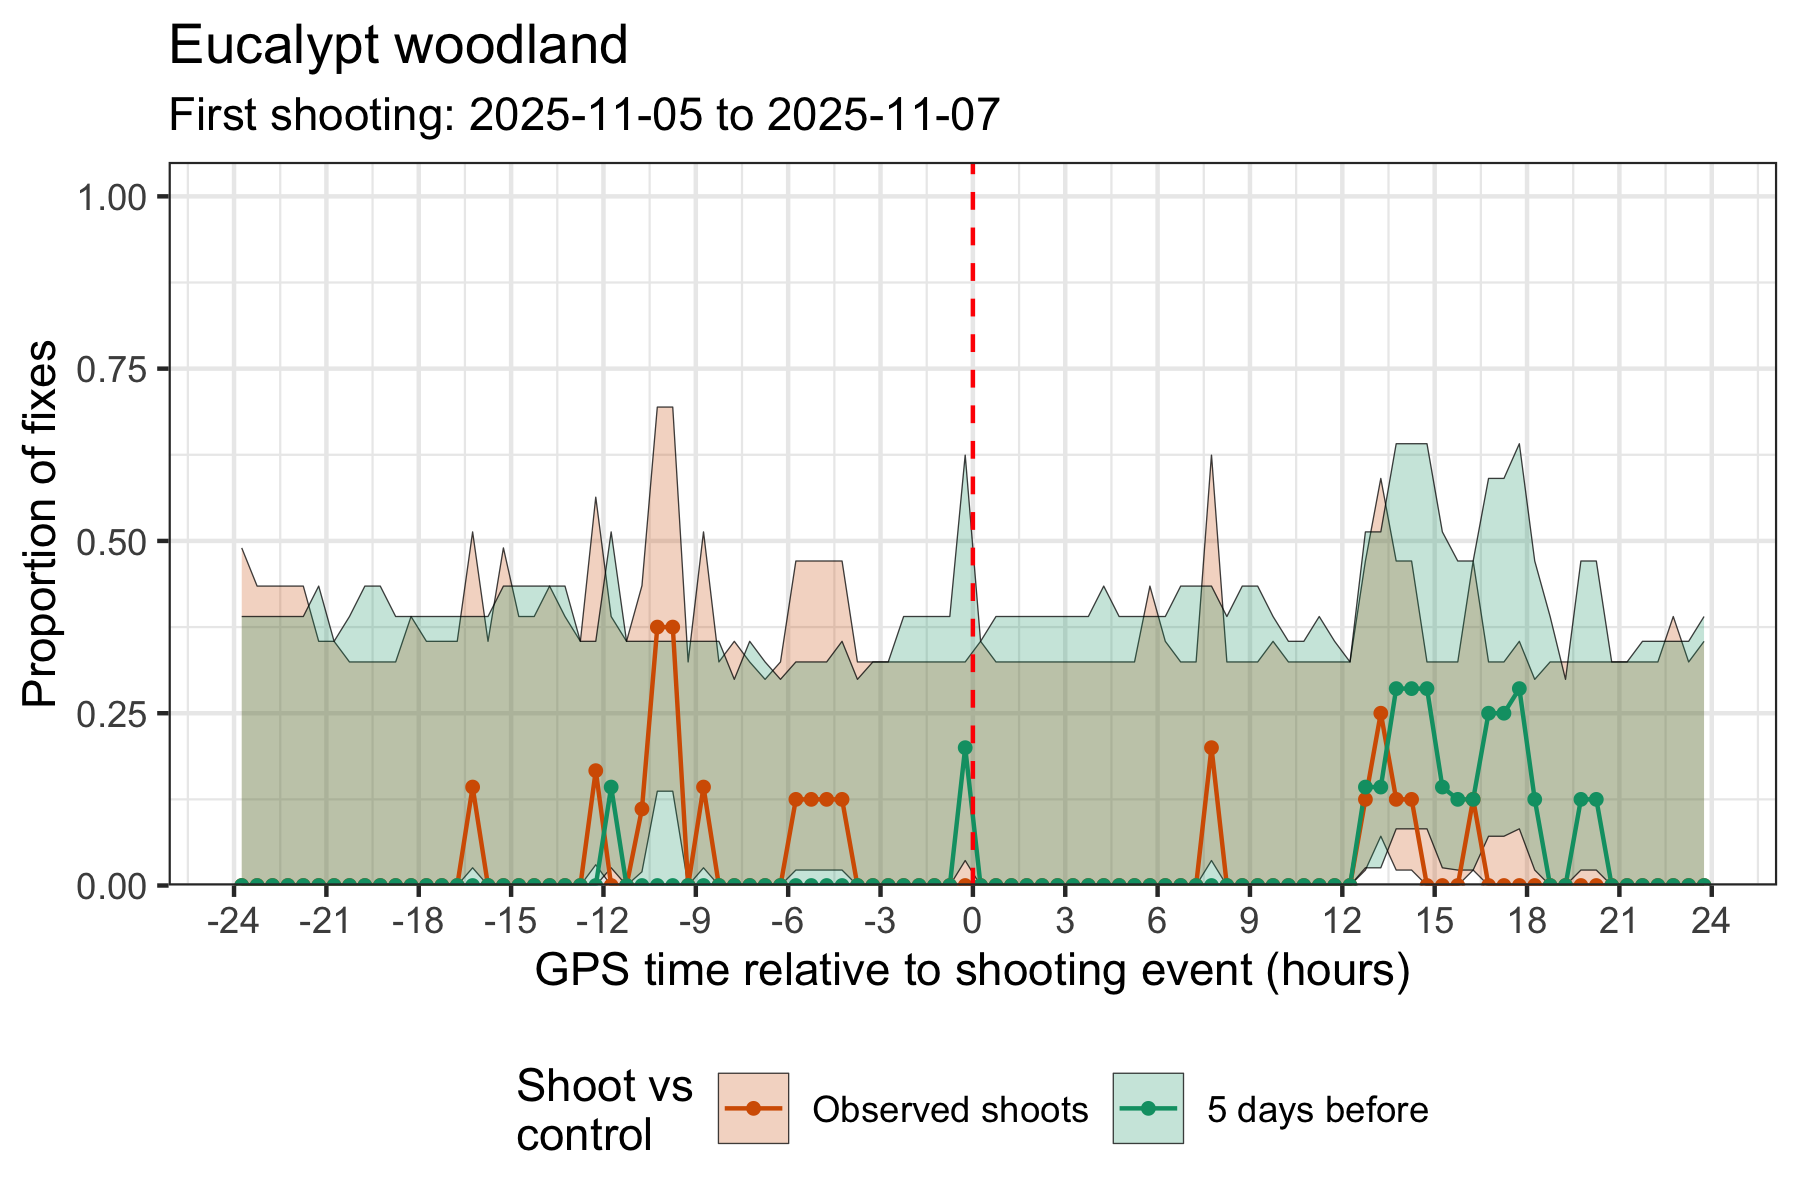 Eucalypt woodland
First shooting: 2025-11-05 to 2025-11-07
Proportion of fixes
1.00
0.75
0.50
0.25
0.00
-24 -21 -18 -15 -12 -9 -6 -3 0 3 6 9 12 15 18 21 24
GPS time relative to shooting event (hours)
Shoot vs
control
Observed shoots
5 days before